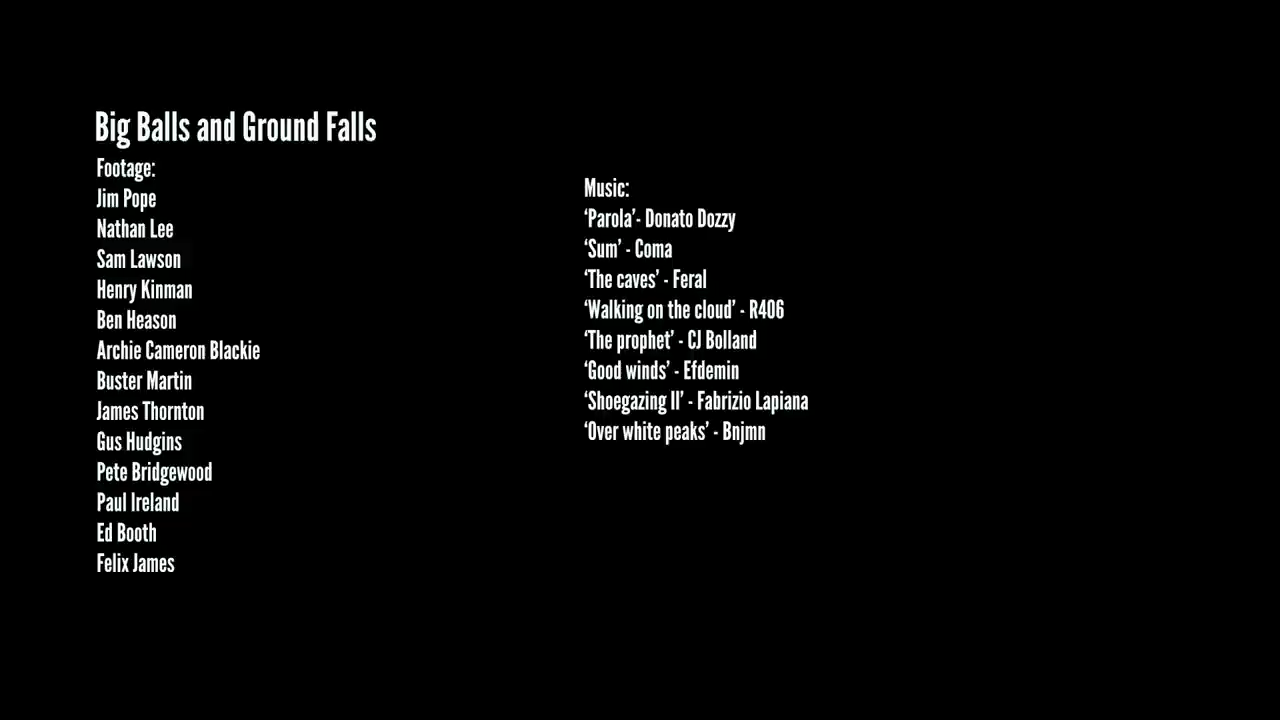 Big Balls and Ground Falls
Footage:
Jim Pope
Nathan Lee
Sam Lawson
Henry Kinman
Ben Heason
Archie Cameron Blackie
Buster Martin
James Thornton
Gus Hudgins
Pete Bridgewood
Paul Ireland
Ed Booth
Felix James
Music:
‘Parola’- Donato Dozzy
‘Sum’ - Coma
‘The caves’ - Feral
‘Walking on the cloud’ - R406
‘The prophet’ - CJ Bolland
‘Good winds’ - Efdemin
‘Shoegazing II’ - Fabrizio Lapiana
‘Over white peaks’ - Bnjmn